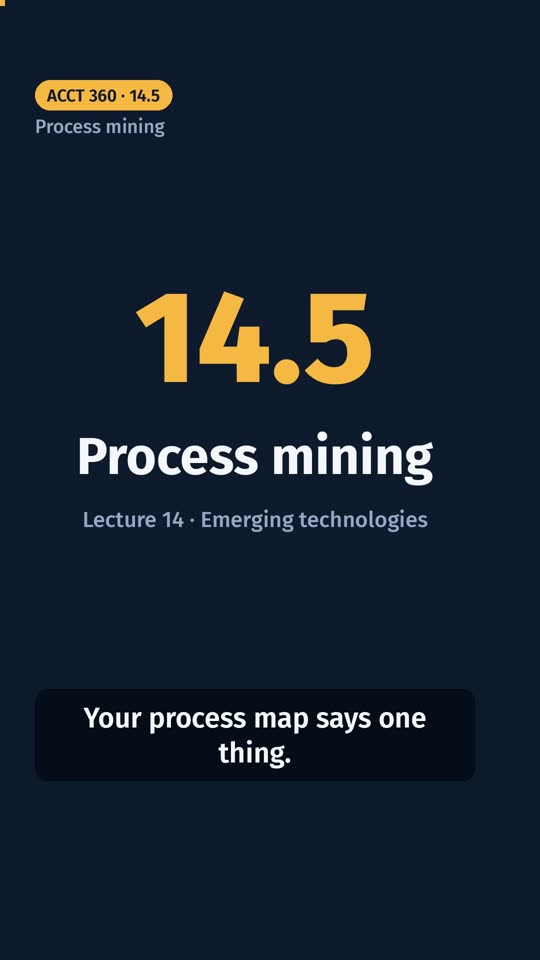 ACCT 360 · 14.5
Process mining
14.5
Process mining
Lecture 14 · Emerging technologies
Your process map says one
thing.